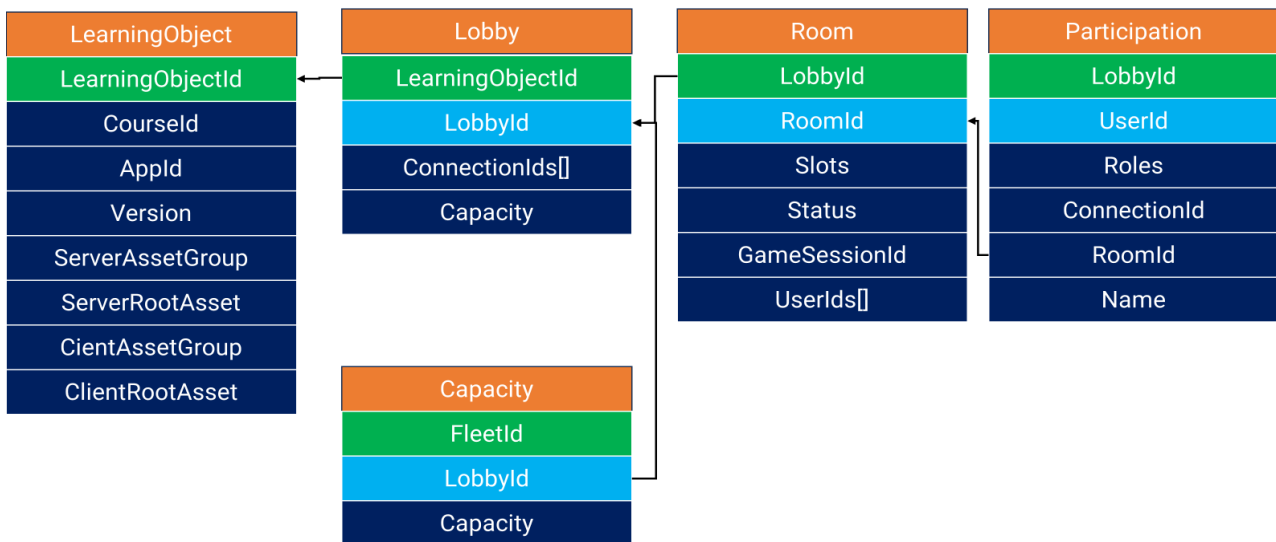 LearningObject
LearningObjectId
CourseId
AppId
Version
ServerAssetGroup
ServerRootAsset
CientAssetGroup
ClientRootAsset
Lobby
LearningObjectId
LobbyId
ConnectionIds[]
Capacity
Capacity
FleetId
LobbyId
Capacity
Room
LobbyId
RoomId
Slots
Status
GameSessionId
UserIds[]
Participation
LobbyId
UserId
Roles
ConnectionId
RoomId
Name